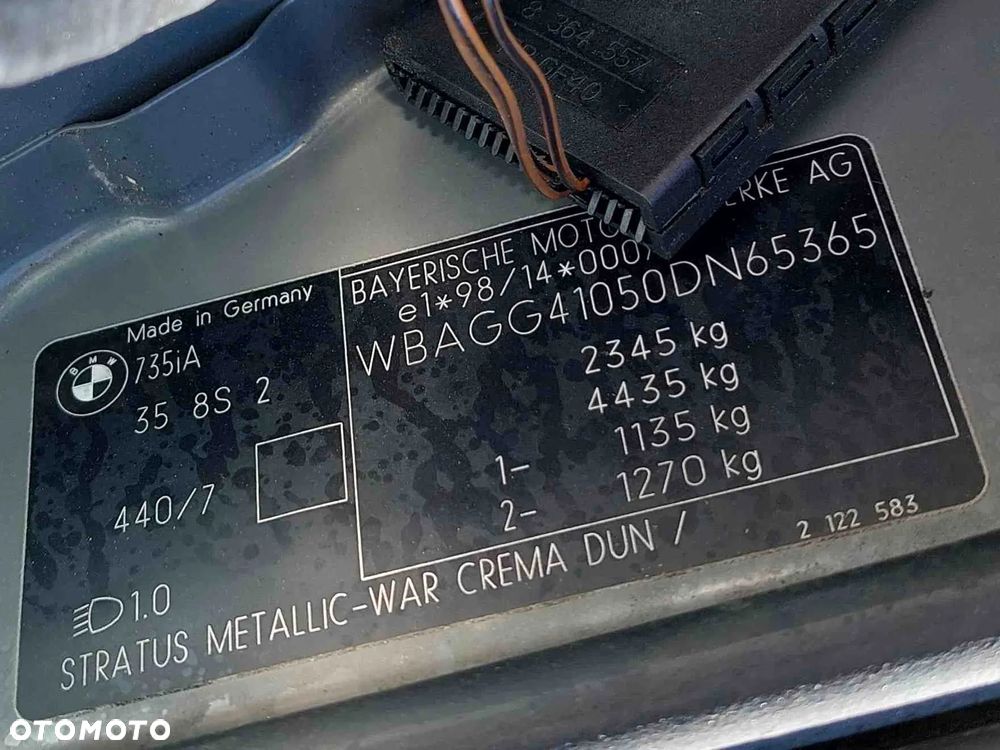 8 364 557
GF40
Made in Germany
BMW
735iA
35 8S 2
440/7
1.0
BAYERISCHE MOTO ERKE AG
e1*98/14*000
WBAGG41050DN65365
2345 kg
4435 kg
1- 1135 kg
2- 1270 kg
STRATUS METALLIC-WAR CREMA DUN /
2 122 583
OTOMOTO